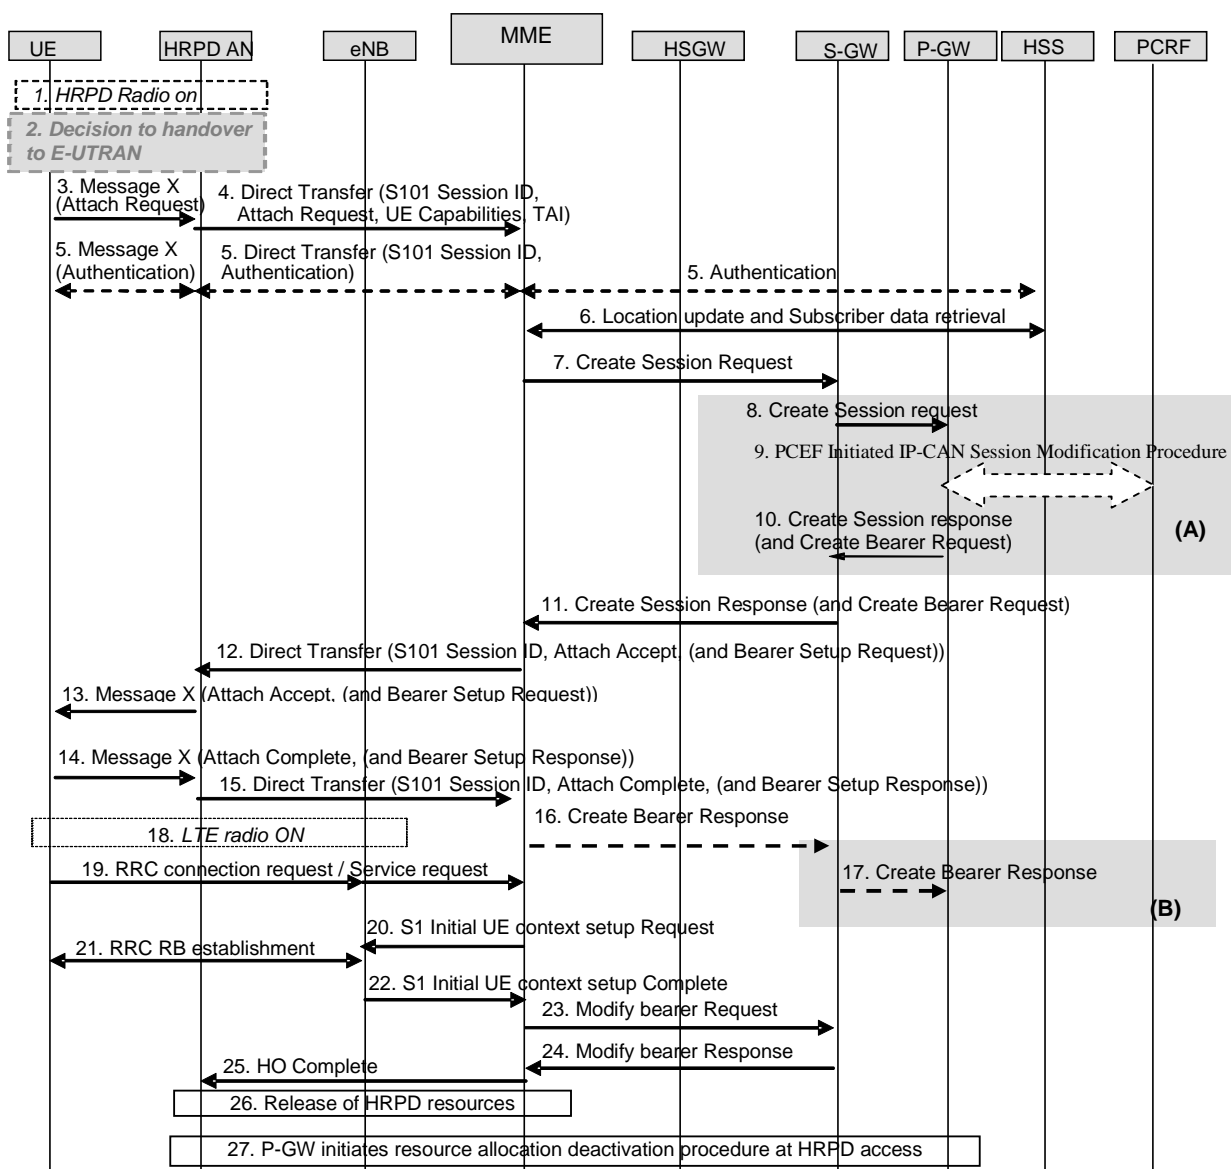 UE
HRPD AN
eNB
MME
HSGW
S-GW
P-GW
HSS
PCRF
1. HRPD Radio on
2. Decision to handover
to E-UTRAN
3. Message X
(Attach Request)
4. Direct Transfer (S101 Session ID,
Attach Request, UE Capabilities, TAI)
5. Message X
(Authentication)
5. Direct Transfer (S101 Session ID,
Authentication)
5. Authentication
6. Location update and Subscriber data retrieval
7. Create Session Request
8. Create Session request
9. PCEF Initiated IP-CAN Session Modification Procedure
10. Create Session response
(and Create Bearer Request)
(A)
11. Create Session Response (and Create Bearer Request)
12. Direct Transfer (S101 Session ID, Attach Accept, (and Bearer Setup Request))
13. Message X (Attach Accept, (and Bearer Setup Request))
14. Message X (Attach Complete, (and Bearer Setup Response))
15. Direct Transfer (S101 Session ID, Attach Complete, (and Bearer Setup Response))
16. Create Bearer Response
18. LTE radio ON
17. Create Bearer Response
(B)
19. RRC connection request / Service request
20. S1 Initial UE context setup Request
21. RRC RB establishment
22. S1 Initial UE context setup Complete
23. Modify bearer Request
24. Modify bearer Response
25. HO Complete
26. Release of HRPD resources
27. P-GW initiates resource allocation deactivation procedure at HRPD access